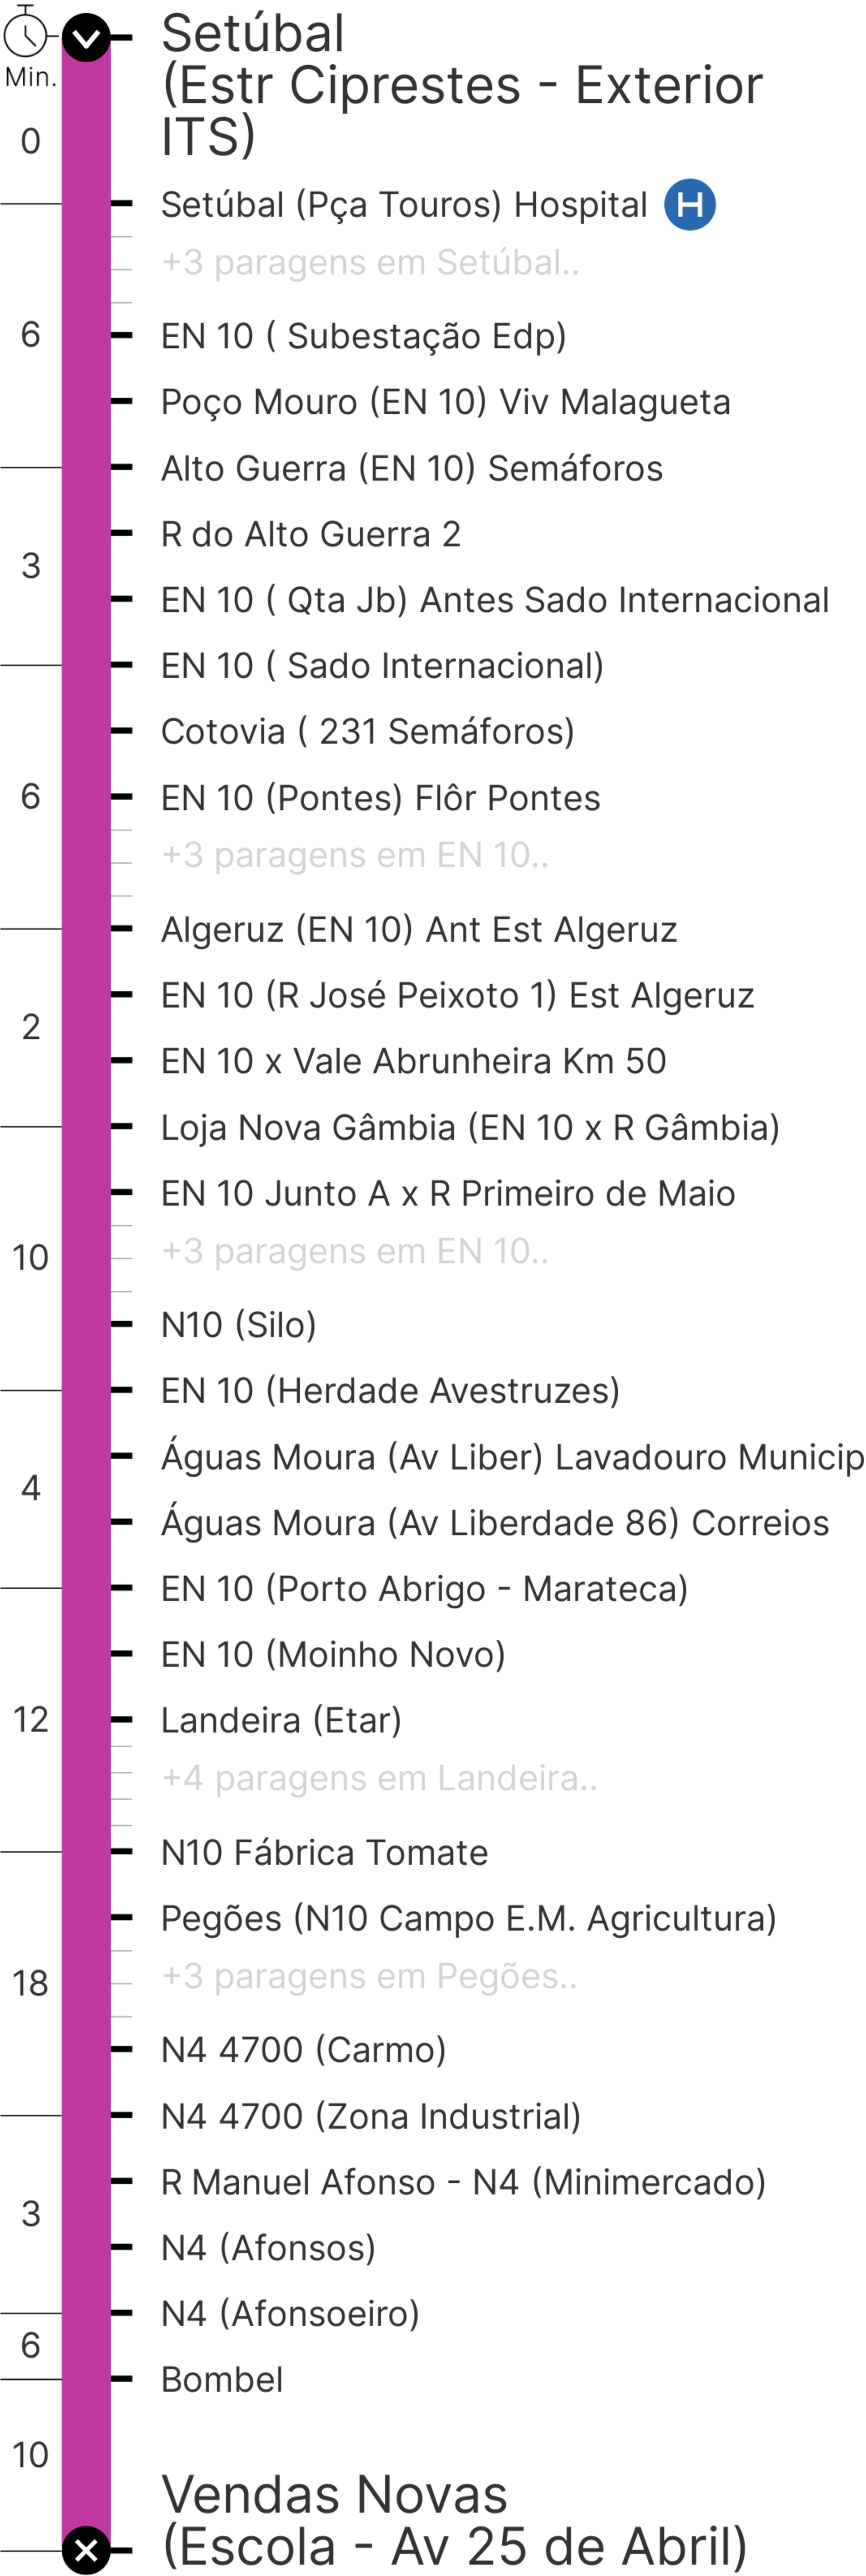 Min.
Setúbal
(Estr Ciprestes - Exterior
ITS)
0
Setúbal (Pça Touros) Hospital H
+3 paragens em Setúbal..
6
EN 10 ( Subestação Edp)
Poço Mouro (EN 10) Viv Malagueta
Alto Guerra (EN 10) Semáforos
R do Alto Guerra 2
3
EN 10 ( Qta Jb) Antes Sado Internacional
EN 10 ( Sado Internacional)
Cotovia ( 231 Semáforos)
6
EN 10 (Pontes) Flôr Pontes
+3 paragens em EN 10..
Algeruz (EN 10) Ant Est Algeruz
EN 10 (R José Peixoto 1) Est Algeruz
2
EN 10 x Vale Abrunheira Km 50
Loja Nova Gâmbia (EN 10 x R Gâmbia)
EN 10 Junto A x R Primeiro de Maio
+3 paragens em EN 10..
10
N10 (Silo)
EN 10 (Herdade Avestruzes)
Águas Moura (Av Liber) Lavadouro Municip
4
Águas Moura (Av Liberdade 86) Correios
EN 10 (Porto Abrigo - Marateca)
EN 10 (Moinho Novo)
12
Landeira (Etar)
+4 paragens em Landeira..
N10 Fábrica Tomate
Pegões (N10 Campo E.M. Agricultura)
+3 paragens em Pegões..
18
N4 4700 (Carmo)
N4 4700 (Zona Industrial)
R Manuel Afonso - N4 (Minimercado)
3
N4 (Afonsos)
N4 (Afonsoeiro)
6
Bombel
10
Vendas Novas
(Escola - Av 25 de Abril)